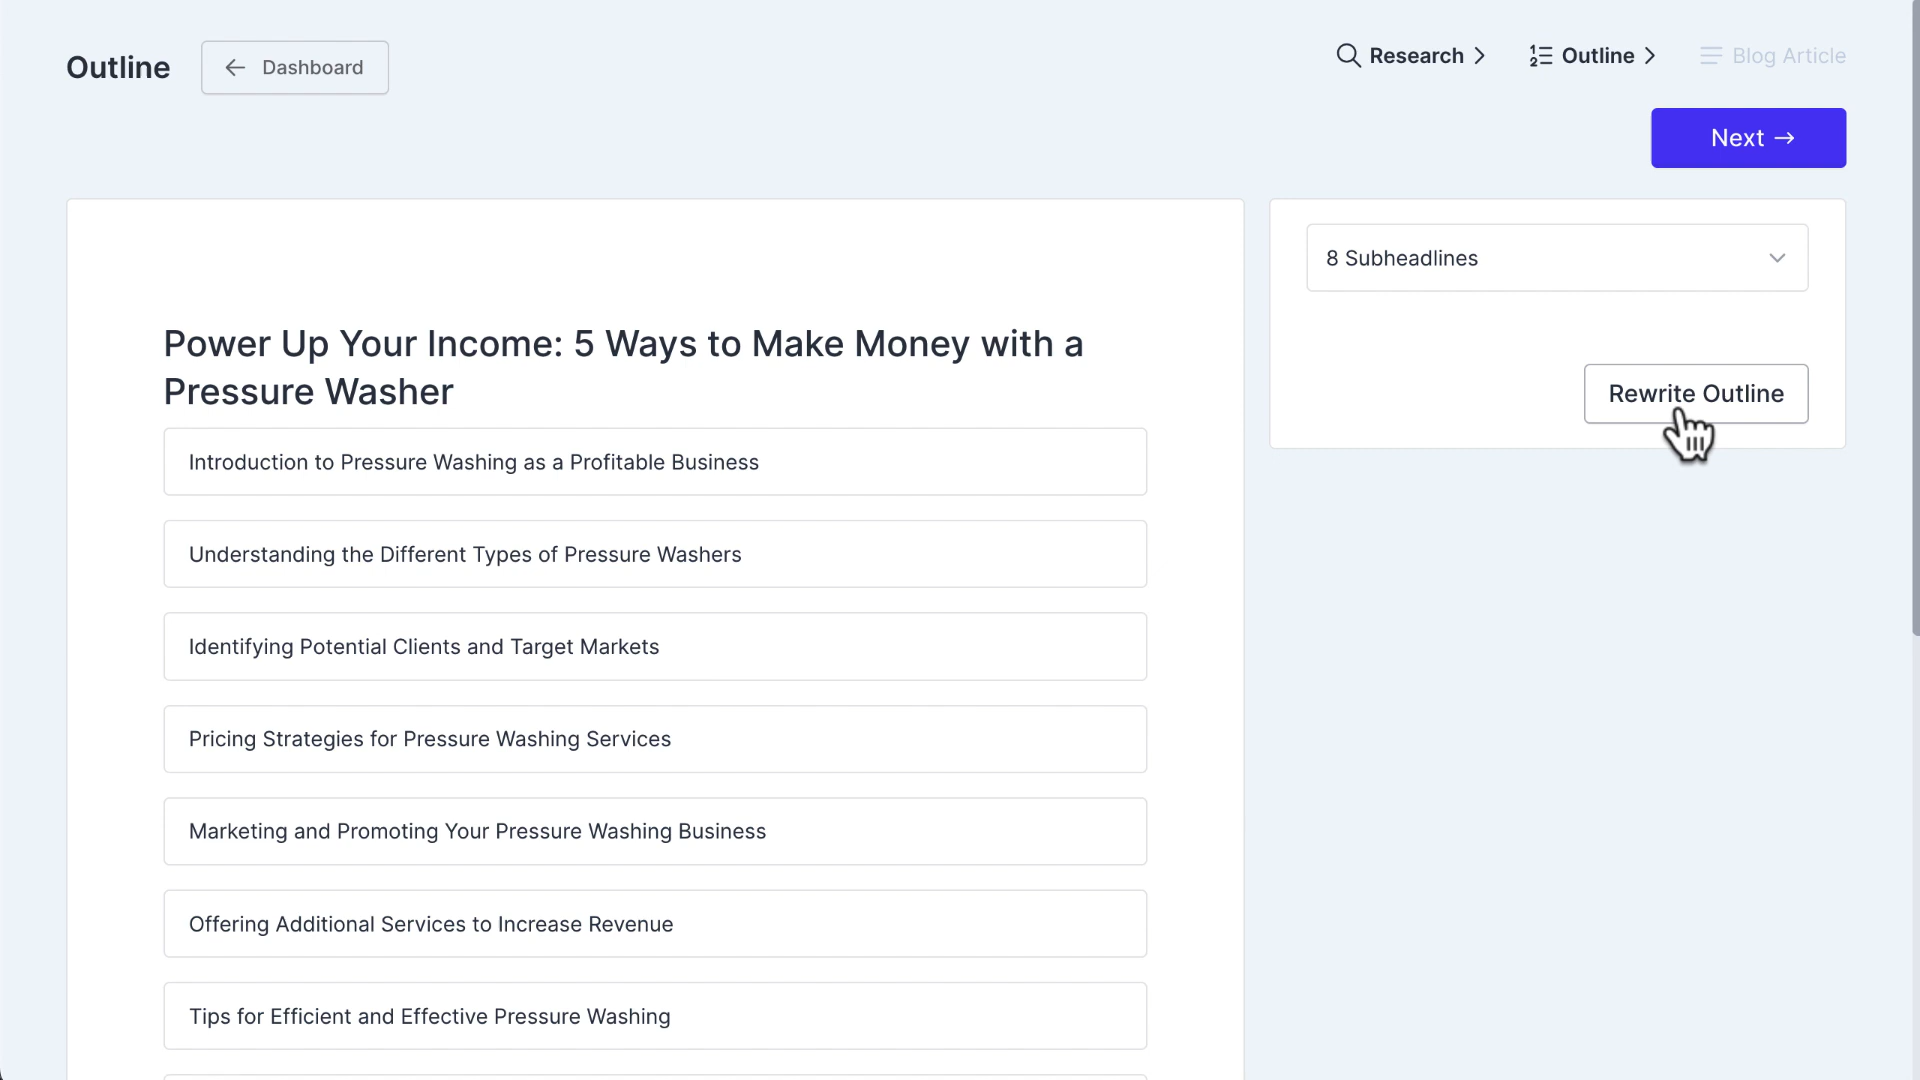 Outline
Dashboard
Research
Outline
Blog Article
Next →
Power Up Your Income: 5 Ways to Make Money with a
Pressure Washer
Introduction to Pressure Washing as a Profitable Business
Understanding the Different Types of Pressure Washers
Identifying Potential Clients and Target Markets
Pricing Strategies for Pressure Washing Services
Marketing and Promoting Your Pressure Washing Business
Offering Additional Services to Increase Revenue
Tips for Efficient and Effective Pressure Washing
8 Subheadlines
Rewrite Outline